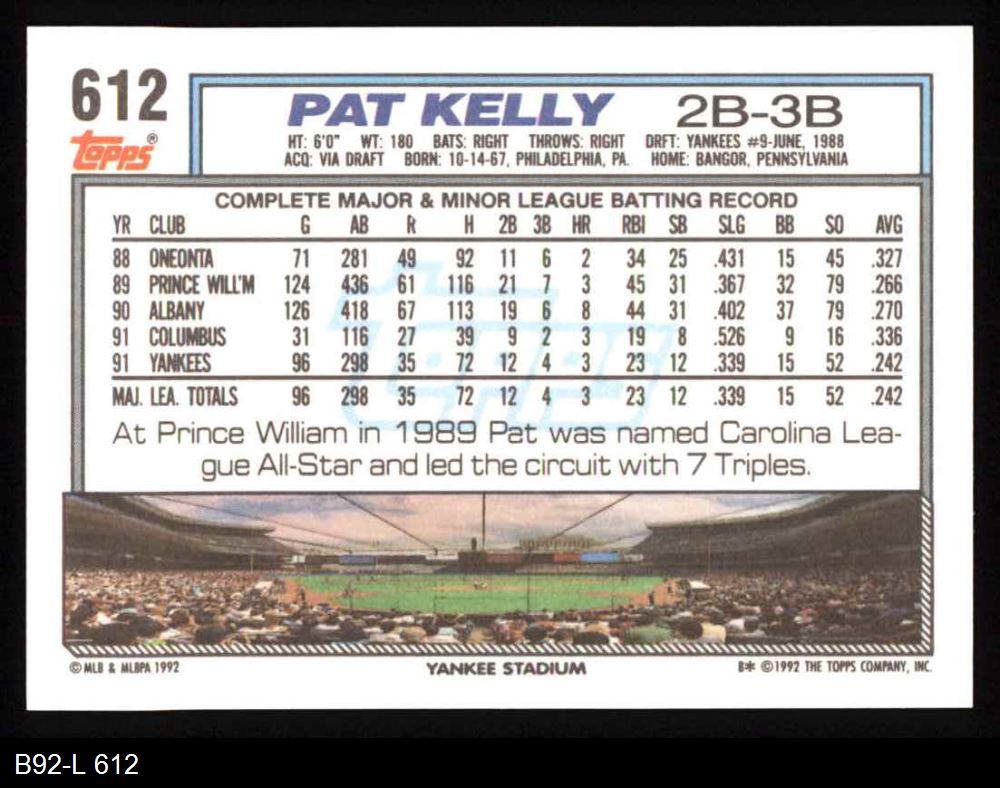 612
Topps®
PAT KELLY 2B-3B
HT: 6'0" WT: 180 BATS: RIGHT THROWS: RIGHT DRFT: YANKEES #9-JUNE, 1988
ACQ: VIA DRAFT BORN: 10-14-67, PHILADELPHIA, PA. HOME: BANGOR, PENNSYLVANIA
COMPLETE MAJOR & MINOR LEAGUE BATTING RECORD
YR CLUB G AB R H 2B 3B HR RBI SB SLG BB SO AVG
88 ONEONTA 71 281 49 92 11 6 2 34 25 .431 15 45 .327
89 PRINCE WILL'M 124 436 61 116 21 7 3 45 31 .367 32 79 .266
90 ALBANY 126 418 67 113 19 6 8 44 31 .402 37 79 .270
91 COLUMBUS 31 116 27 39 9 2 3 19 8 .526 9 16 .336
91 YANKEES 96 298 35 72 12 4 3 23 12 .339 15 52 .242
MAJ. LEA. TOTALS 96 298 35 72 12 4 3 23 12 .339 15 52 .242
Topps
At Prince William in 1989 Pat was named Carolina Lea-
gue All-Star and led the circuit with 7 Triples.
© MLB & MLBPA 1992 YANKEE STADIUM B* ©1992 THE TOPPS COMPANY, INC.
B92-L 612